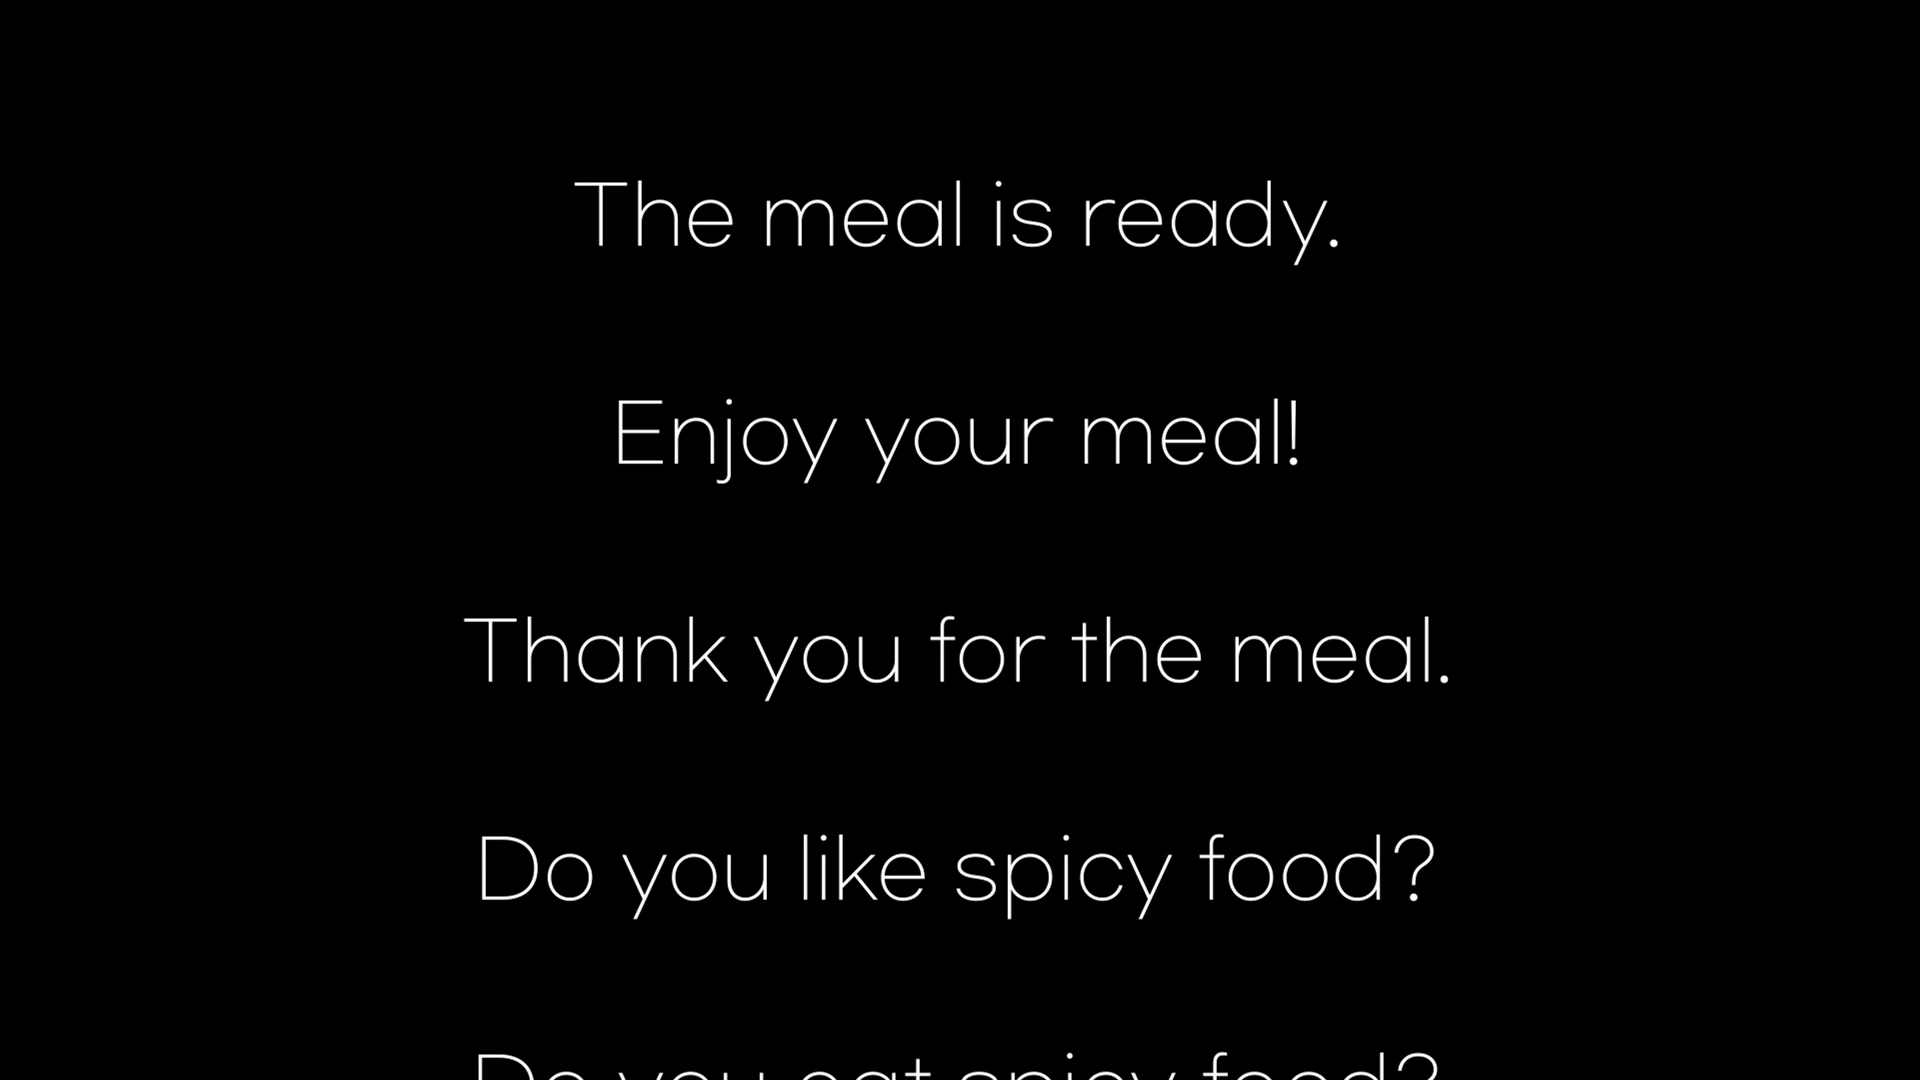 The meal is ready.
Enjoy your meal!
Thank you for the meal.
Do you like spicy food?
Do you eat spicy food?